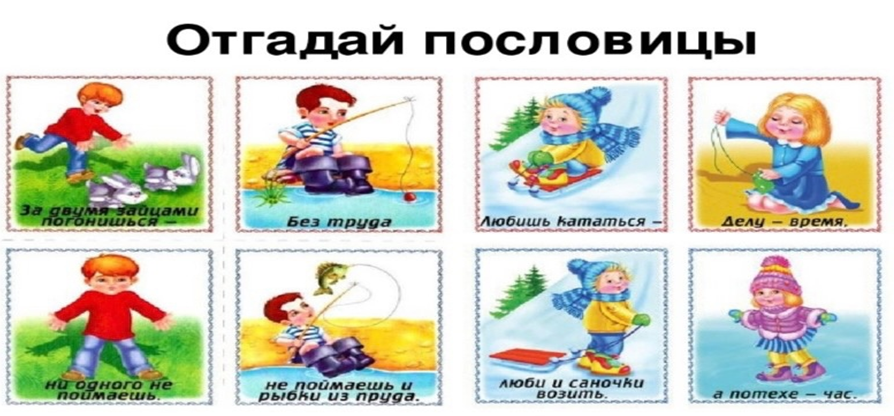 Отгадай пословицы
За двумя зайцами
погонишься –
Без труда
Любишь кататься –
Делу – время,
ни одного не
поймаешь.
не поймаешь и
рыбки из пруда.
люби и саночки
возить.
а потехе – час.